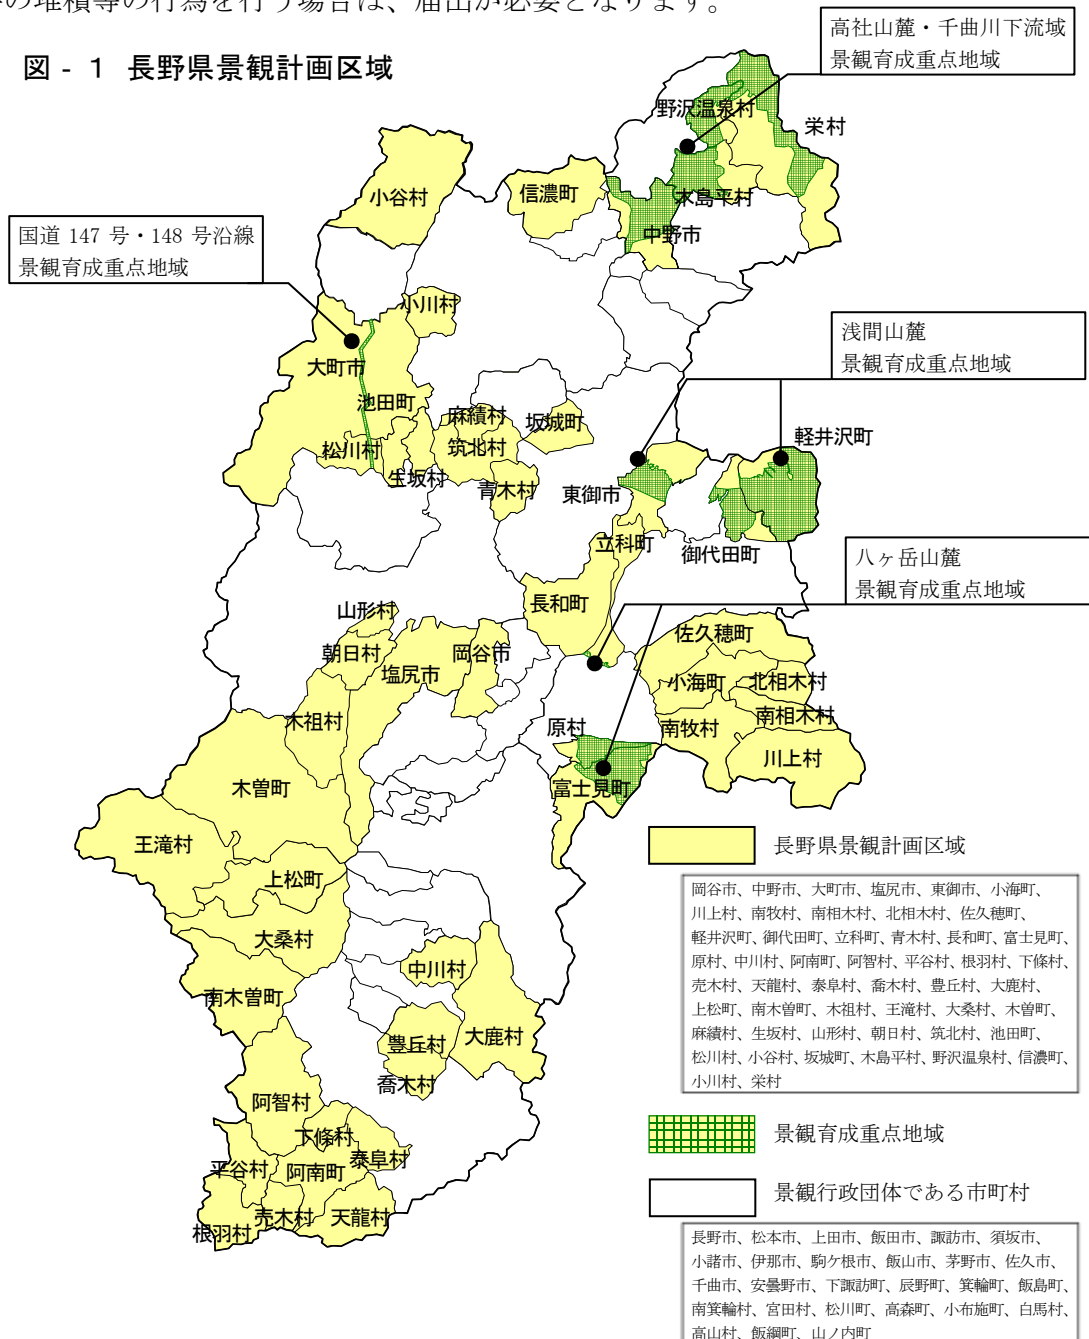 の堆積等の行為を行う場合は、届出が必要となります。
図 - 1 長野県景観計画区域
高社山麓・千曲川下流域
景観育成重点地域
野沢温泉村
栄村
小谷村
信濃町
木島平村
中野市
国道 147 号・148 号沿線
景観育成重点地域
小川村
浅間山麓
景観育成重点地域
大町市
池田町
麻績村
坂城町
軽井沢町
松川村
筑北村
生坂村
青木村
東御市
立科町
御代田町
八ヶ岳山麓
景観育成重点地域
長和町
山形村
朝日村
岡谷市
塩尻市
佐久穂町
小海町
北相木村
木祖村
南相木村
原村
南牧村
川上村
木曽町
富士見町
王滝村
上松町
大桑村
中川村
南木曽町
大鹿村
豊丘村
喬木村
阿智村
下條村
泰阜村
平谷村
阿南町
売木村
天龍村
根羽村
長野県景観計画区域
岡谷市、中野市、大町市、塩尻市、東御市、小海町、
川上村、南牧村、南相木村、北相木村、佐久穂町、
軽井沢町、御代田町、立科町、青木村、長和町、富士見町、
原村、中川村、阿南町、阿智村、平谷村、根羽村、下條村、
売木村、天龍村、泰阜村、喬木村、豊丘村、大鹿村、
上松町、南木曽町、木祖村、王滝村、大桑村、木曽町、
麻績村、生坂村、山形村、朝日村、筑北村、池田町、
松川村、小谷村、坂城町、木島平村、野沢温泉村、信濃町、
小川村、栄村
景観育成重点地域
景観行政団体である市町村
長野市、松本市、上田市、飯田市、諏訪市、須坂市、
小諸市、伊那市、駒ケ根市、飯山市、茅野市、佐久市、
千曲市、安曇野市、下諏訪町、辰野町、箕輪町、飯島町、
南箕輪村、宮田村、松川町、高森町、小布施町、白馬村、
高山村、飯綱町、山ノ内町